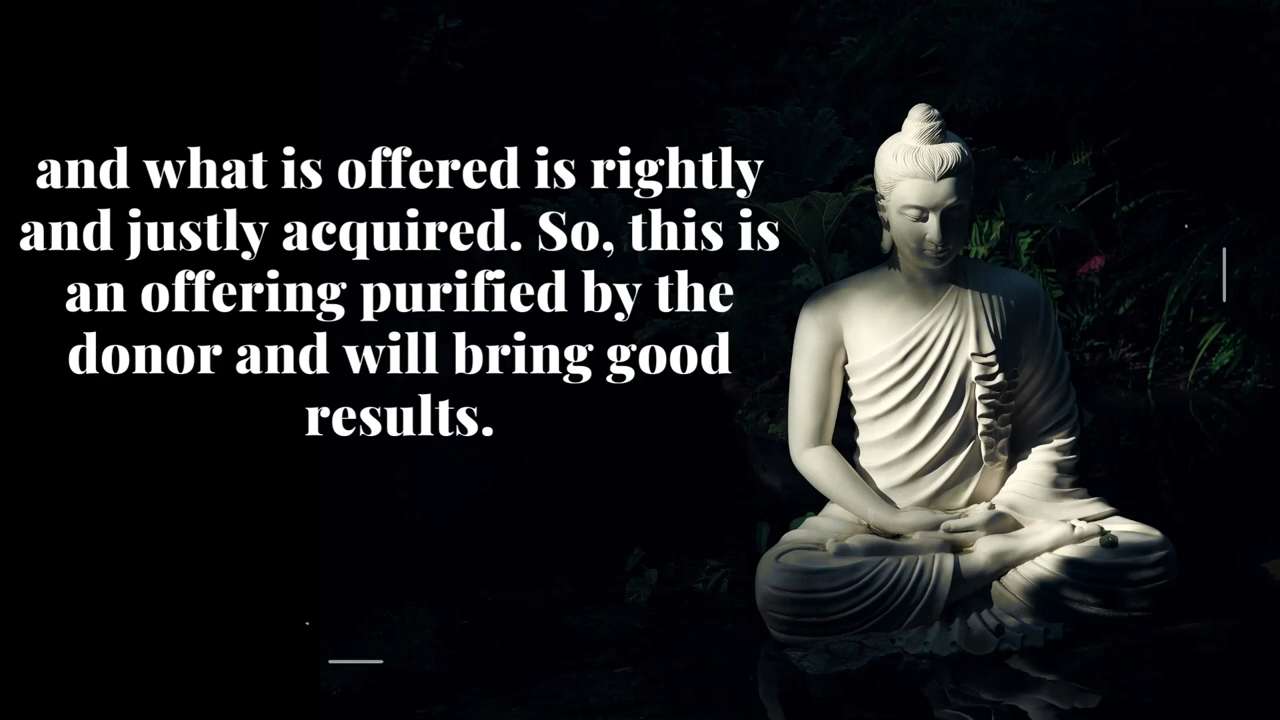 and what is offered is rightly
and justly acquired. So, this is
an offering purified by the
donor and will bring good
results.